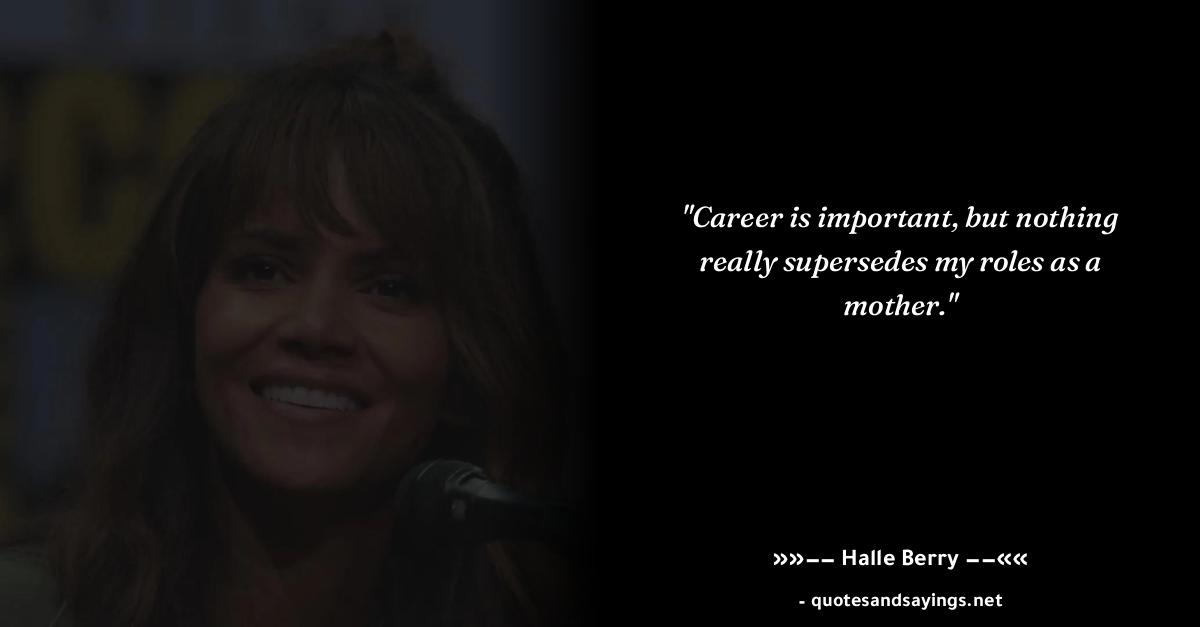 "Career is important, but nothing
really supersedes my roles as a
mother."
»»−− Halle Berry −−««
- quotesandsayings.net